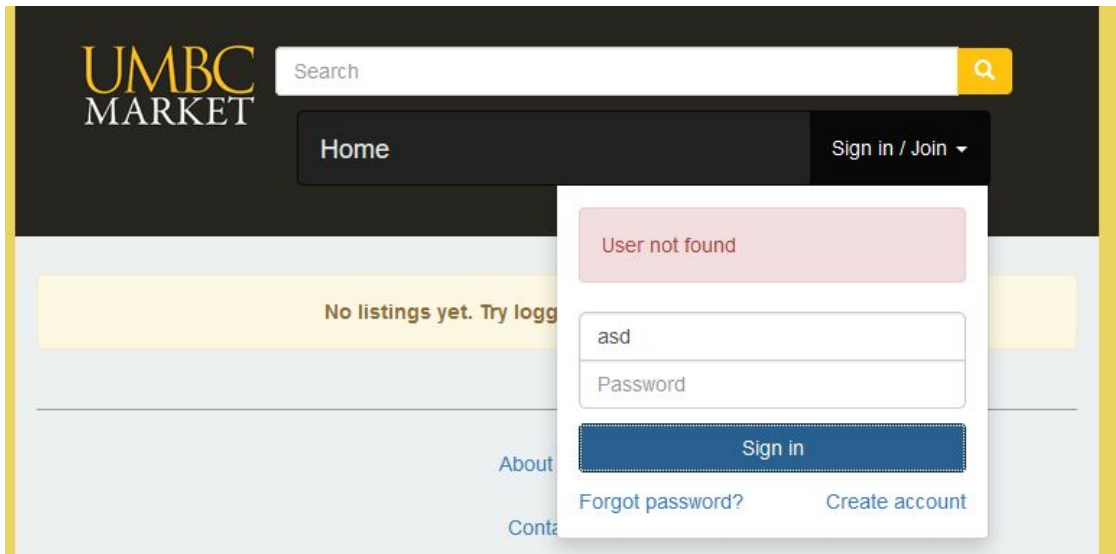 UMBC
MARKET
Search
Home
Sign in / Join
User not found
No listings yet. Try logg
asd
Password
Sign in
About
Forgot password?
Create account
Conta